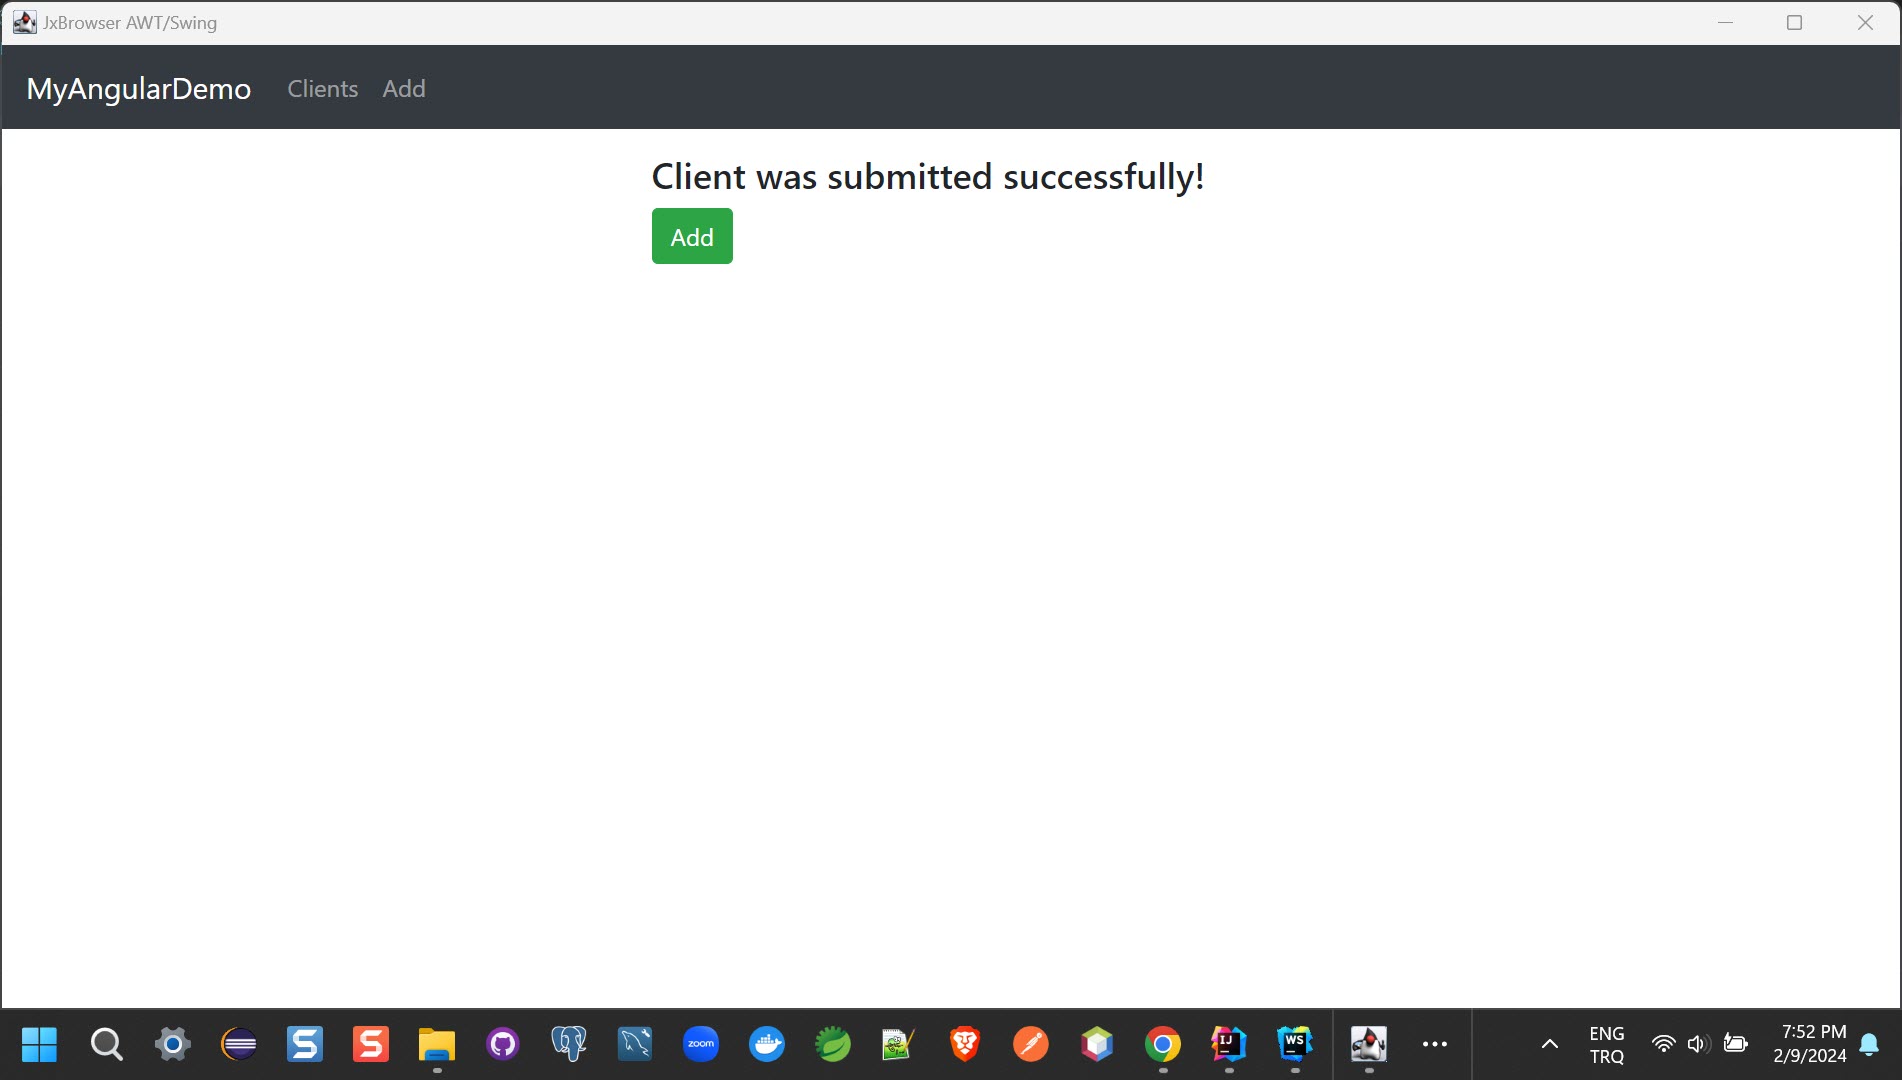 JxBrowser AWT/Swing
MyAngularDemo Clients Add
Client was submitted successfully!
Add
S
S
zoom
IJ
WS
ENG
TRQ
7:52 PM
2/9/2024